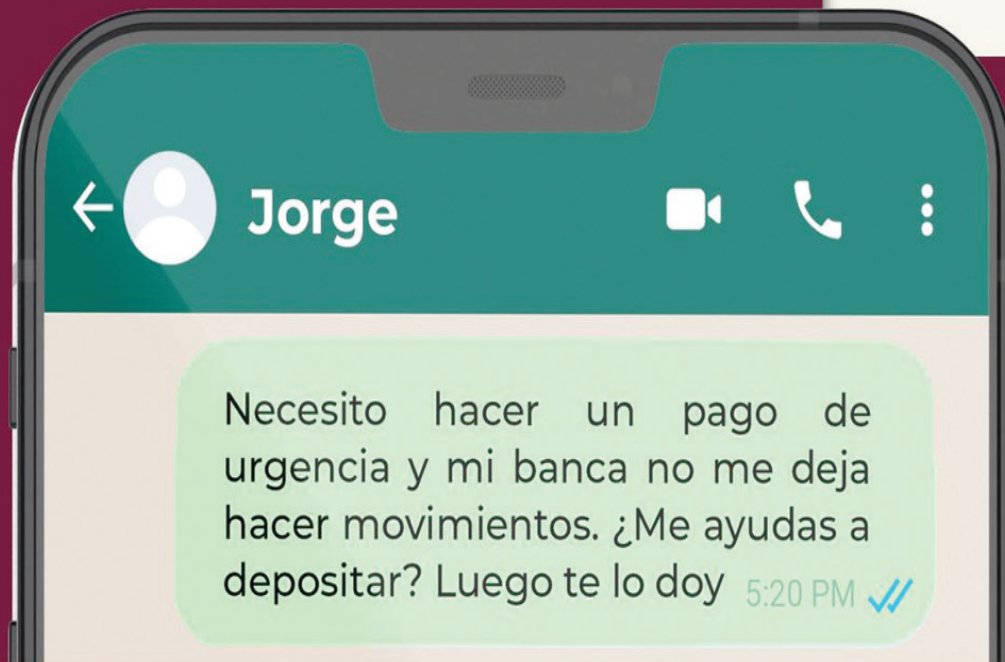 Jorge
Necesito hacer un pago de
urgencia y mi banca no me deja
hacer movimientos. ¿Me ayudas a
depositar? Luego te lo doy 5:20 PM